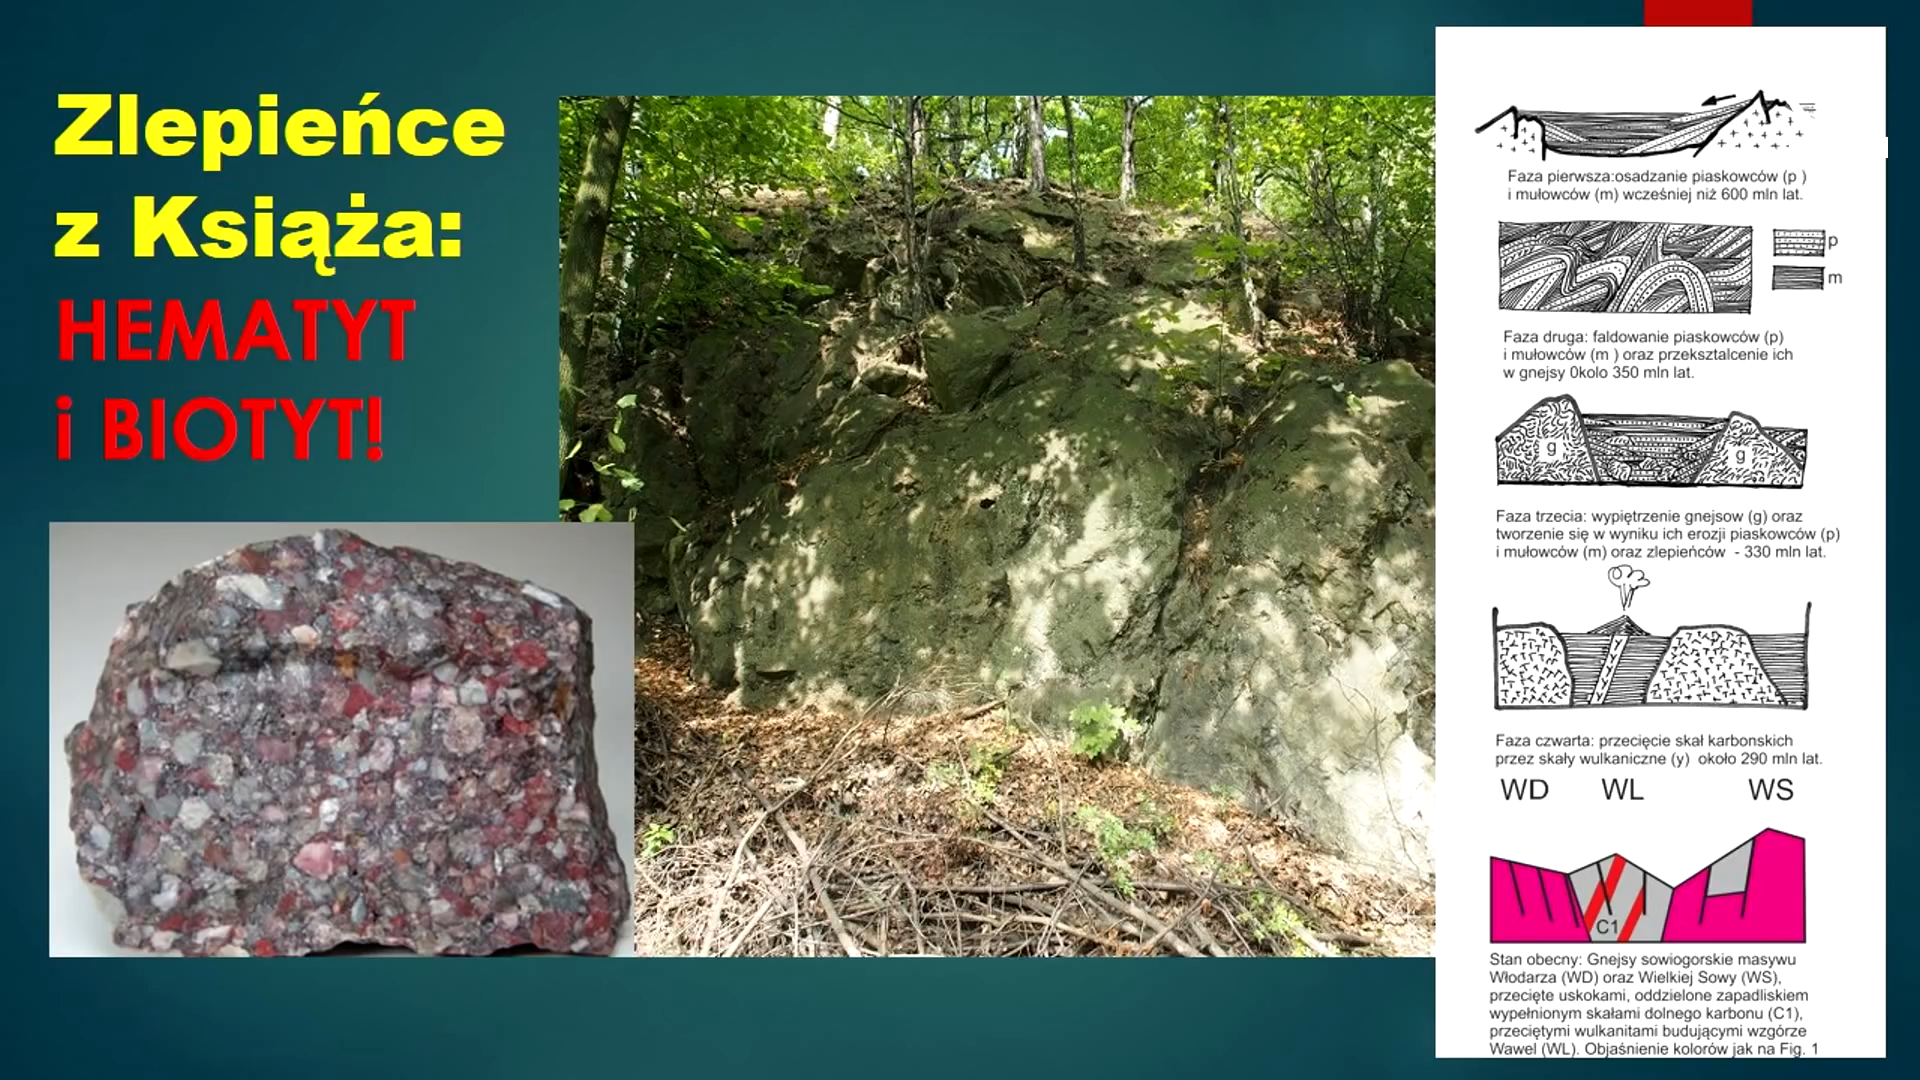 Zlepieńce
z Książa:
HEMATYT
i BIOTYT!
Faza pierwsza:osadzanie piaskowców (p )
i mułowców (m) wcześniej niż 600 mln lat.
p
m
Faza druga: faldowanie piaskowców (p)
i mułowców (m ) oraz przeksztalcenie ich
w gnejsy 0kolo 350 mln lat.
g g
Faza trzecia: wypiętrzenie gnejsow (g) oraz
tworzenie się w wyniku ich erozji piaskowców (p)
i mułowców (m) oraz zlepieńców - 330 mln lat.
Faza czwarta: przecięcie skał karbonskich
przez skały wulkaniczne (y) około 290 mln lat.
WD WL WS
C1
Stan obecny: Gnejsy sowiogorskie masywu
Włodarza (WD) oraz Wielkiej Sowy (WS),
przecięte uskokami, oddzielone zapadliskiem
wypełnionym skałami dolnego karbonu (C1),
przeciętymi wulkanitami budującymi wzgórze
Wawel (WL). Objaśnienie kolorów jak na Fig. 1